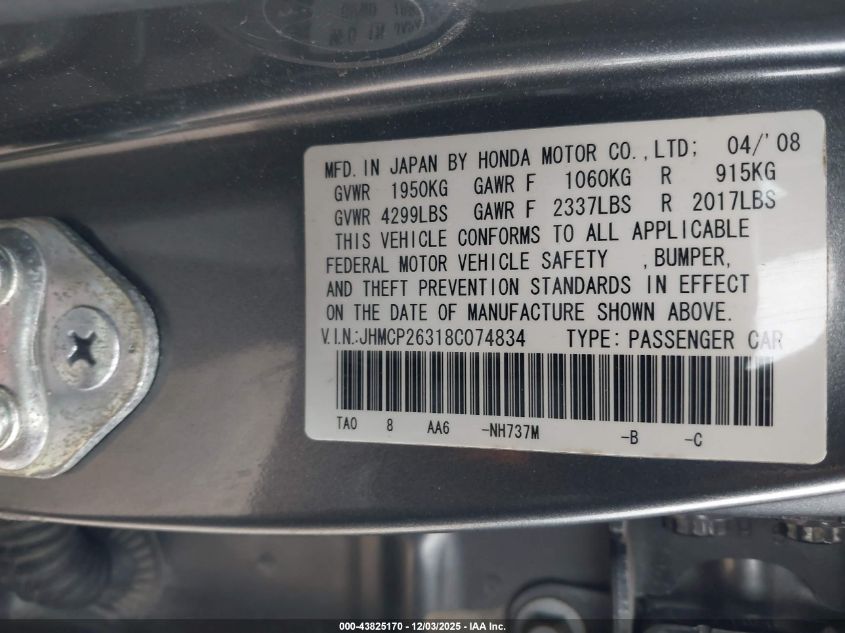 MFD. IN JAPAN BY HONDA MOTOR CO.,LTD; 04/'08
GVWR 1950KG GAWR F 1060KG R 915KG
GVWR 4299LBS GAWR F 2337LBS R 2017LBS
THIS VEHICLE CONFORMS TO ALL APPLICABLE
FEDERAL MOTOR VEHICLE SAFETY ,BUMPER,
AND THEFT PREVENTION STANDARDS IN EFFECT
ON THE DATE OF MANUFACTURE SHOWN ABOVE.
V.I.N.:JHMCP26318C074834 TYPE: PASSENGER CAR
TA0 8 AA6 -NH737M -B -C
000-43825170 - 12/03/2025 - IAA Inc.